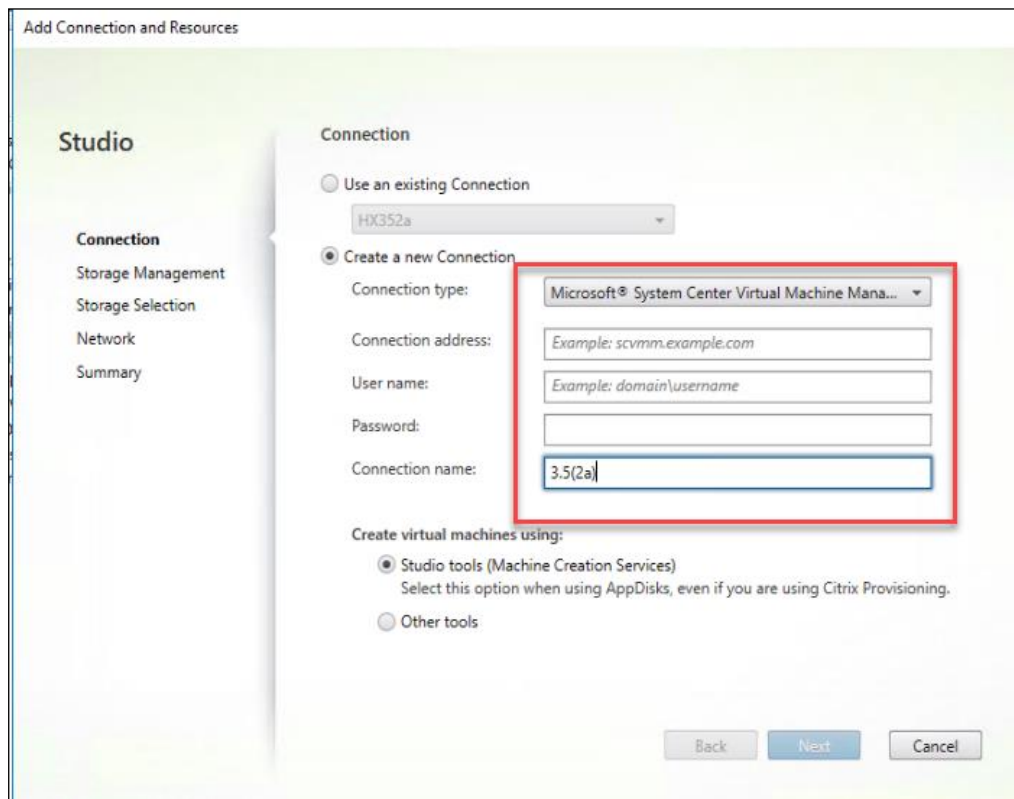 Add Connection and Resources
Studio
Connection
Storage Management
Storage Selection
Network
Summary
Connection
Use an existing Connection
HX352a
Create a new Connection
Connection type: Microsoft® System Center Virtual Machine Mana...
Connection address: Example: scvmm.example.com
User name: Example: domain\username
Password:
Connection name: 3.5(2a)
Create virtual machines using:
Studio tools (Machine Creation Services)
Select this option when using AppDisks, even if you are using Citrix Provisioning.
Other tools
Back Next Cancel